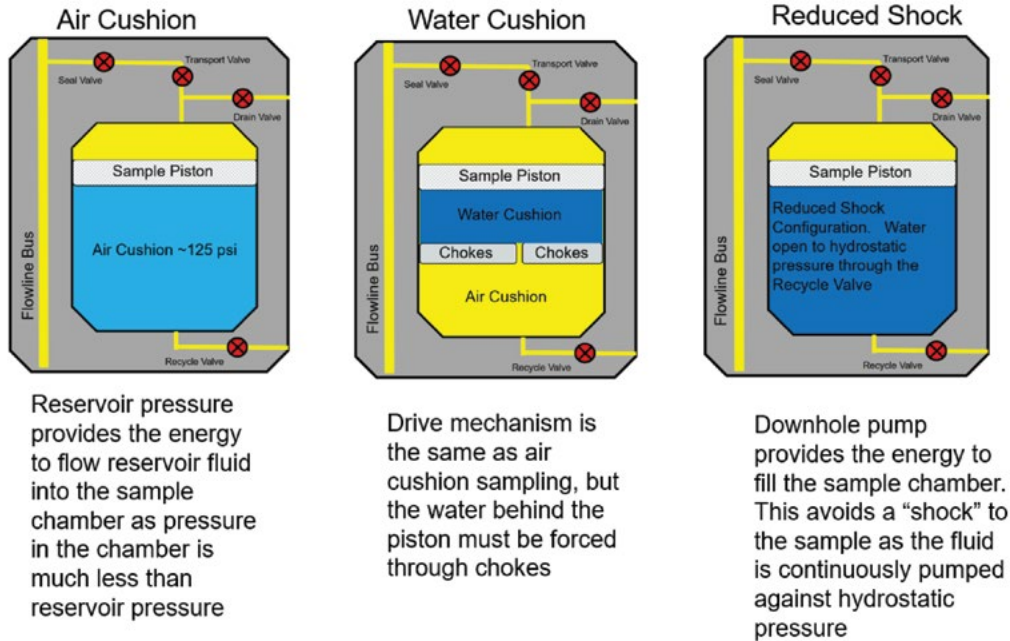 Air Cushion
Seal Valve
Transport Valve
Drain Valve
Sample Piston
Air Cushion ~125 psi
Flowline Bus
Recycle Valve
Reservoir pressure
provides the energy
to flow reservoir fluid
into the sample
chamber as pressure
in the chamber is
much less than
reservoir pressure
Water Cushion
Seal Valve
Transport Valve
Drain Valve
Sample Piston
Water Cushion
Chokes
Chokes
Air Cushion
Flowline Bus
Recycle Valve
Drive mechanism is
the same as air
cushion sampling, but
the water behind the
piston must be forced
through chokes
Reduced Shock
Seal Valve
Transport Valve
Drain Valve
Sample Piston
Reduced Shock
Configuration. Water
open to hydrostatic
pressure through the
Recycle Valve
Flowline Bus
Recycle Valve
Downhole pump
provides the energy to
fill the sample chamber.
This avoids a “shock” to
the sample as the fluid
is continuously pumped
against hydrostatic
pressure